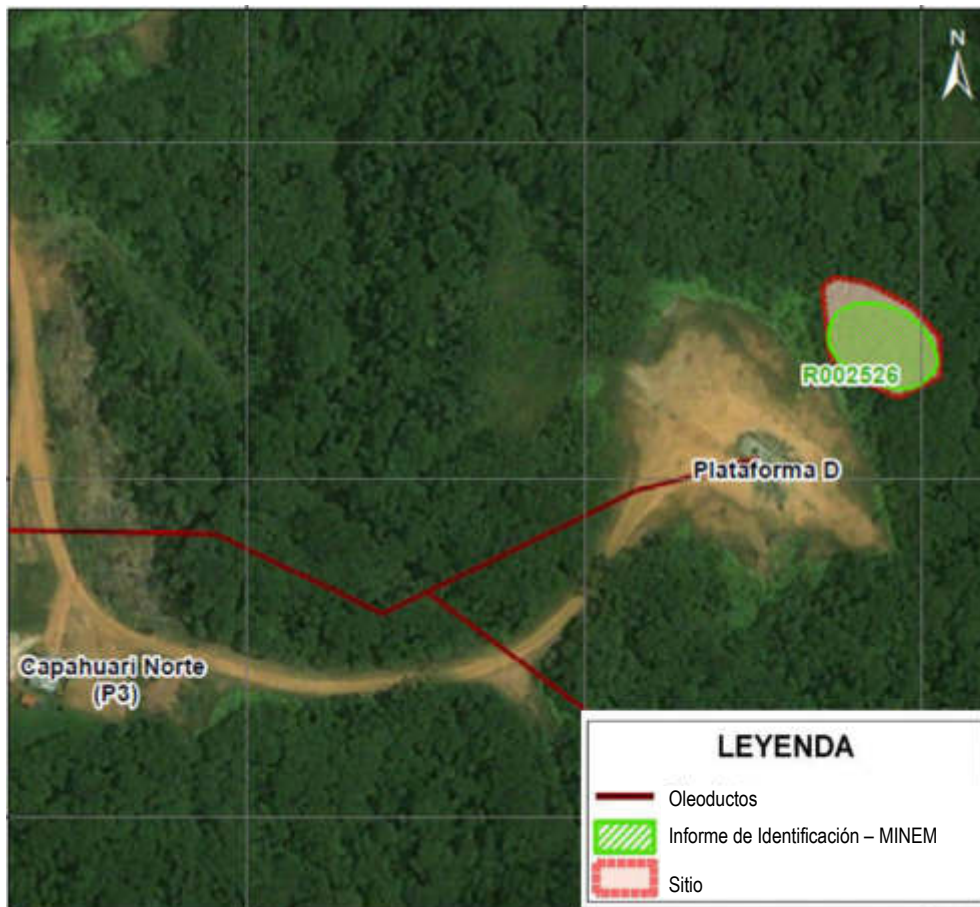 N
R002526
Plataforma D
Capahuari Norte
(P3)
LEYENDA
Oleoductos
Informe de Identificación – MINEM
Sitio